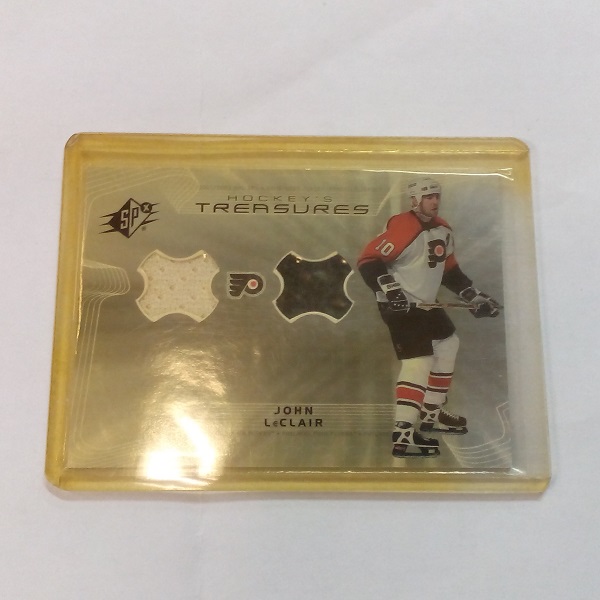 SPx
HOCKEY'S
TREASURES
10
JOHN
LeCLAIR